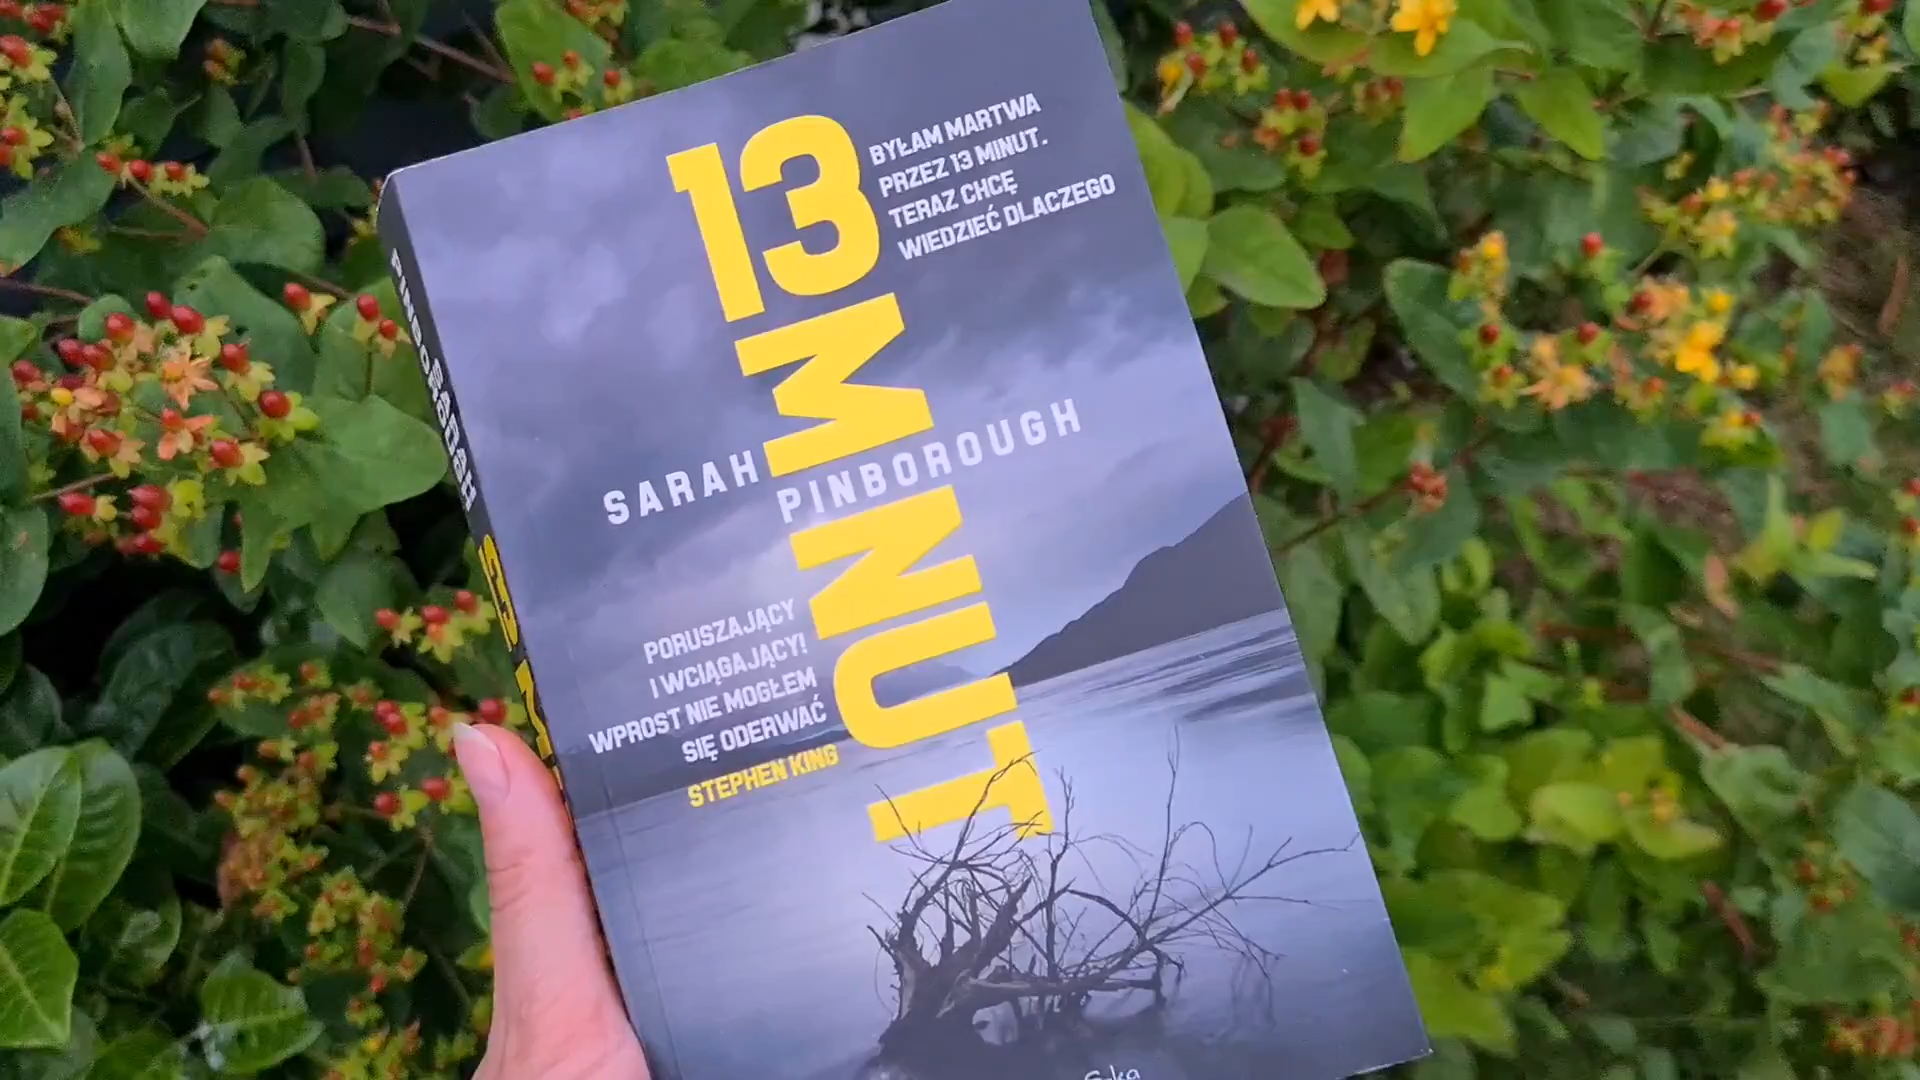 13
BYŁAM MARTWA
PRZEZ 13 MINUT.
TERAZ CHCĘ
WIEDZIEĆ DLACZEGO
MINUT
SARAH
PINBOROUGH
PORUSZAJĄCY
I WCIĄGAJĄCY!
WPROST NIE MOGŁEM
SIĘ ODERWAĆ
STEPHEN KING
SARAH
PINBOROUGH